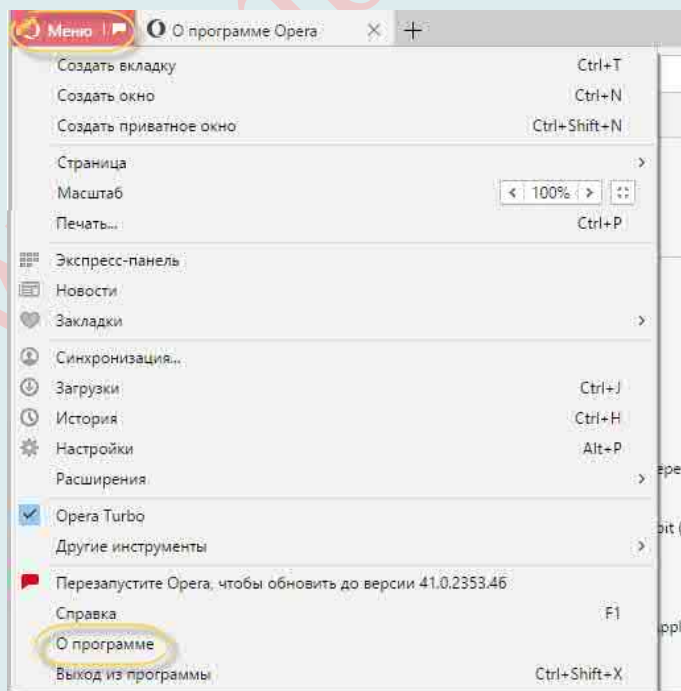 Меню
О программе Opera
Создать вкладку Ctrl+T
Создать окно Ctrl+N
Создать приватное окно Ctrl+Shift+N
Страница
Масштаб 100%
Печать... Ctrl+P
Экспресс-панель
Новости
Закладки
Синхронизация...
Загрузки Ctrl+J
История Ctrl+H
Настройки Alt+P
Расширения
Opera Turbo
Другие инструменты
Перезапустите Opera, чтобы обновить до версии 41.0.2353.46
Справка F1
О программе
Выход из программы Ctrl+Shift+X